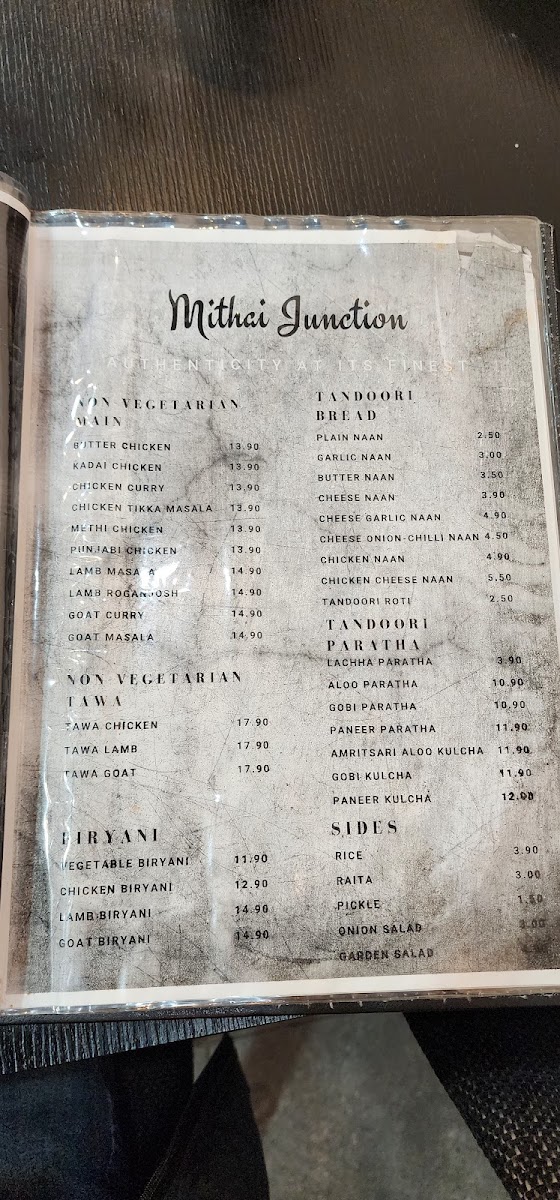 Mithai Junction
AUTHENTICITY AT ITS FINEST
NON VEGETARIAN
MAIN
BUTTER CHICKEN 13.90
KADAI CHICKEN 13.90
CHICKEN CURRY 13.90
CHICKEN TIKKA MASALA 13.90
METHI CHICKEN 13.90
PUNJABI CHICKEN 13.90
LAMB MASALA 14.90
LAMB ROGANJOSH 14.90
GOAT CURRY 14.90
GOAT MASALA 14.90
NON VEGETARIAN
TAWA
TAWA CHICKEN 17.90
TAWA LAMB 17.90
TAWA GOAT 17.90
BIRYANI
VEGETABLE BIRYANI 11.90
CHICKEN BIRYANI 12.90
LAMB BIRYANI 14.90
GOAT BIRYANI 14.90
TANDOORI
BREAD
PLAIN NAAN 2.50
GARLIC NAAN 3.00
BUTTER NAAN 3.50
CHEESE NAAN 3.90
CHEESE GARLIC NAAN 4.90
CHEESE ONION-CHILLI NAAN 4.50
CHICKEN NAAN 4.90
CHICKEN CHEESE NAAN 5.50
TANDOORI ROTI 2.50
TANDOORI
PARATHA
LACHHA PARATHA 3.90
ALOO PARATHA 10.90
GOBI PARATHA 10.90
PANEER PARATHA 11.90
AMRITSARI ALOO KULCHA 11.90
GOBI KULCHA 11.90
PANEER KULCHA 12.00
SIDES
RICE 3.90
RAITA 3.00
PICKLE 1.50
ONION SALAD
GARDEN SALAD